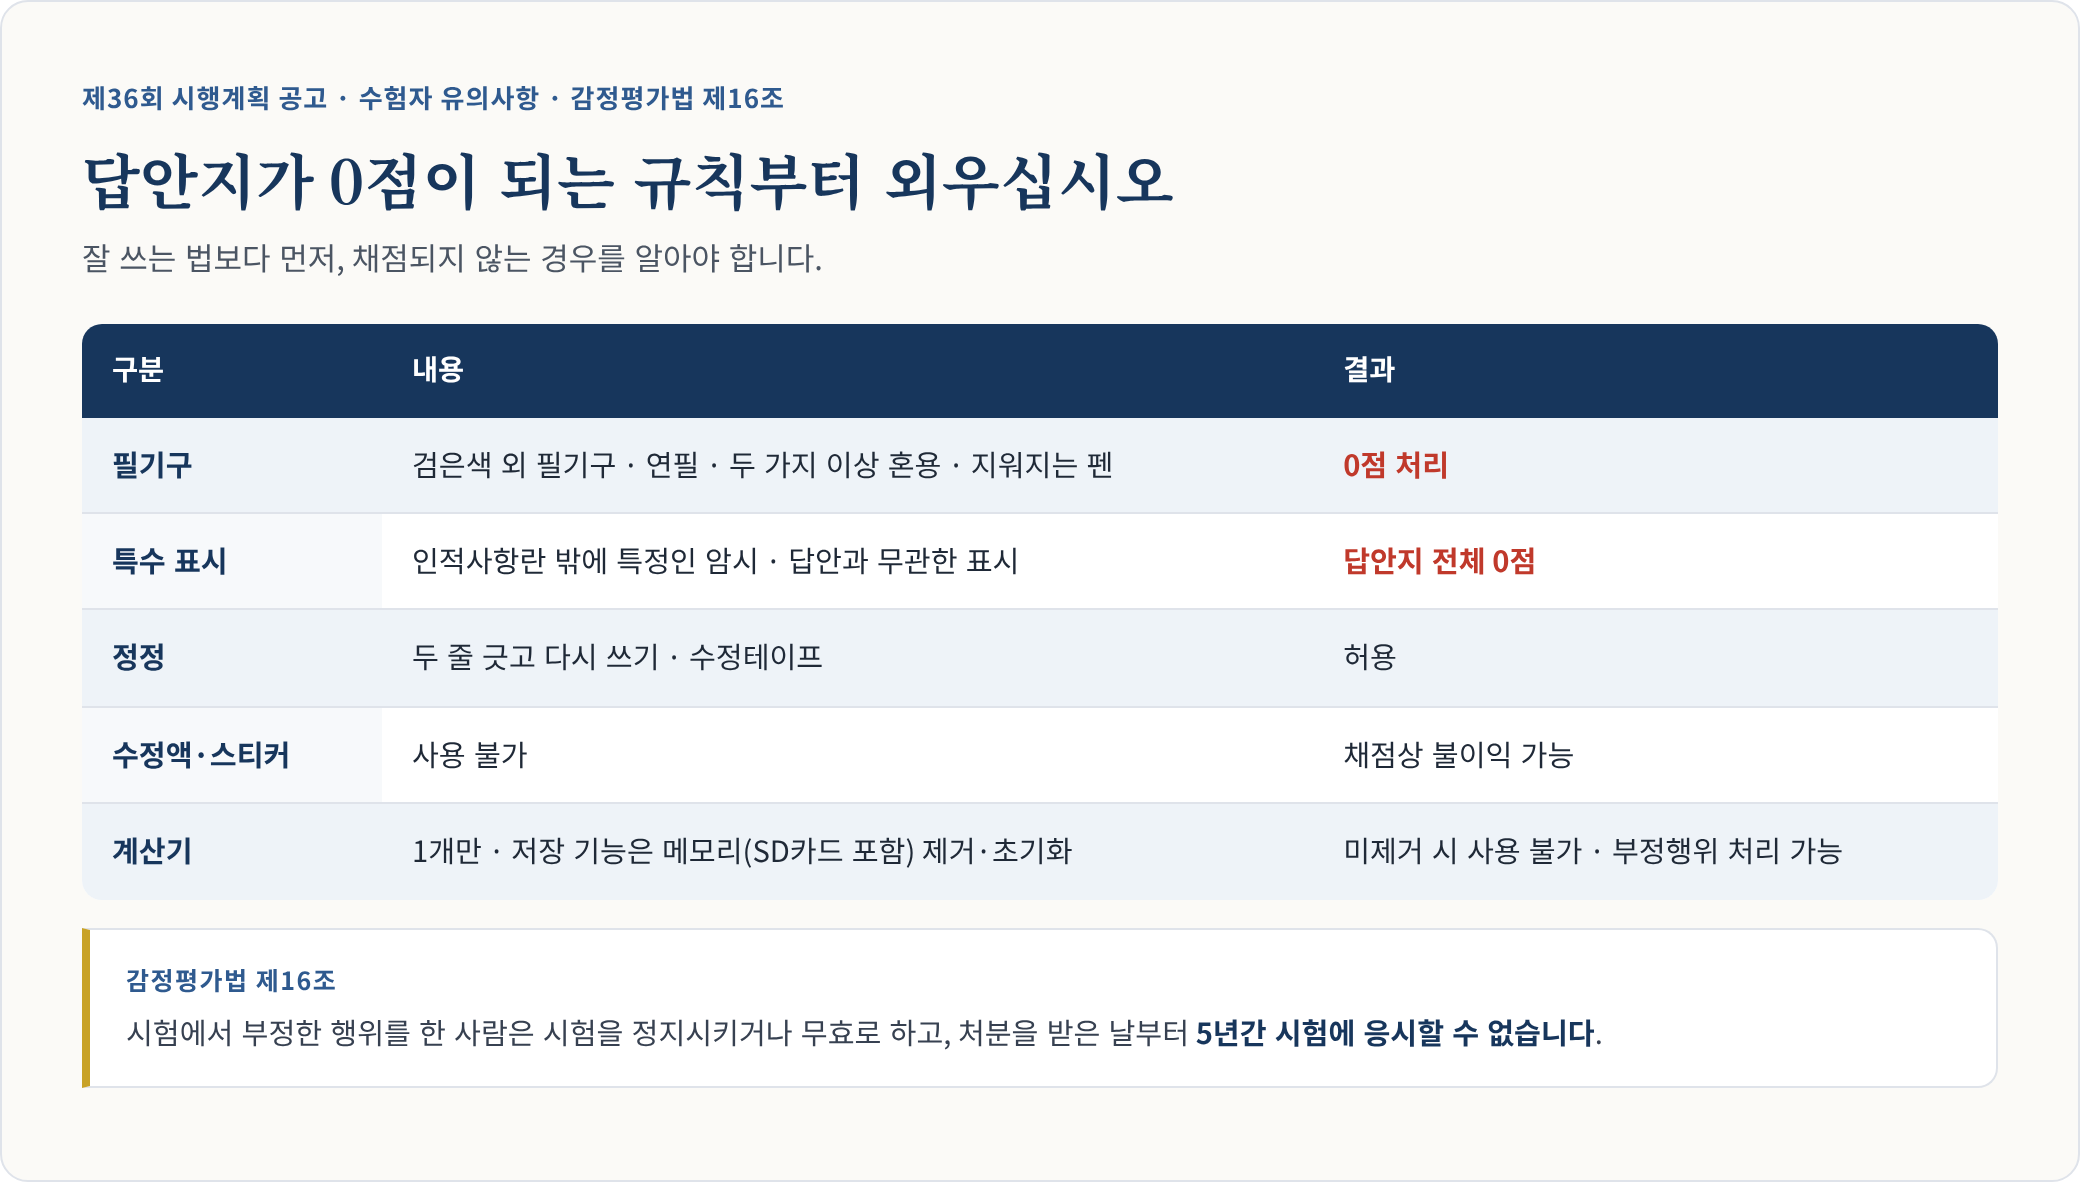 제36회 시행계획 공고 · 수험자 유의사항 · 감정평가법 제16조
답안지가 0점이 되는 규칙부터 외우십시오
잘 쓰는 법보다 먼저, 채점되지 않는 경우를 알아야 합니다.
구분 내용 결과
필기구 검은색 외 필기구 · 연필 · 두 가지 이상 혼용 · 지워지는 펜 0점 처리
특수 표시 인적사항란 밖에 특정인 암시 · 답안과 무관한 표시 답안지 전체 0점
정정 두 줄 긋고 다시 쓰기 · 수정테이프 허용
수정액·스티커 사용 불가 채점상 불이익 가능
계산기 1개만 · 저장 기능은 메모리(SD카드 포함) 제거·초기화 미제거 시 사용 불가 · 부정행위 처리 가능
감정평가법 제16조
시험에서 부정한 행위를 한 사람은 시험을 정지시키거나 무효로 하고, 처분을 받은 날부터 5년간 시험에 응시할 수 없습니다.